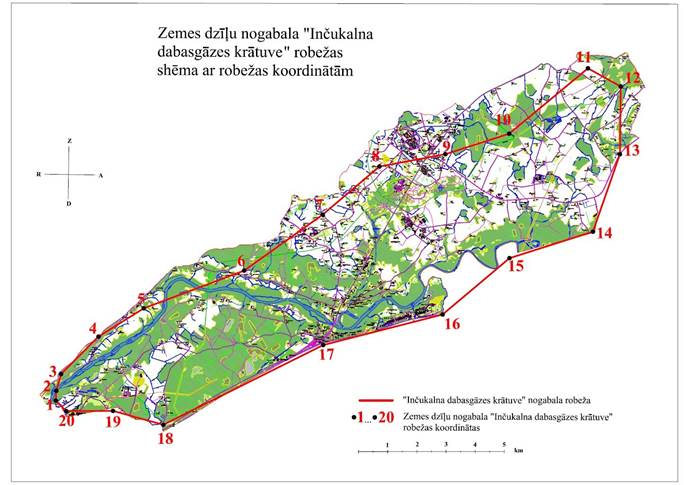 Zemes dzīļu nogabala "Inčukalna
dabasgāzes krātuve" robežas
shēma ar robežas koordinātām
11
12
10
9
13
8
Z
R A
D
7
14
6
15
5
16
4
17
3
2
1
20
19
18
"Inčukalna dabasgāzes krātuve" nogabala robeža
1...20 Zemes dzīļu nogabala "Inčukalna dabasgāzes krātuve"
robežas koordinātas
1 2 3 4 5
km